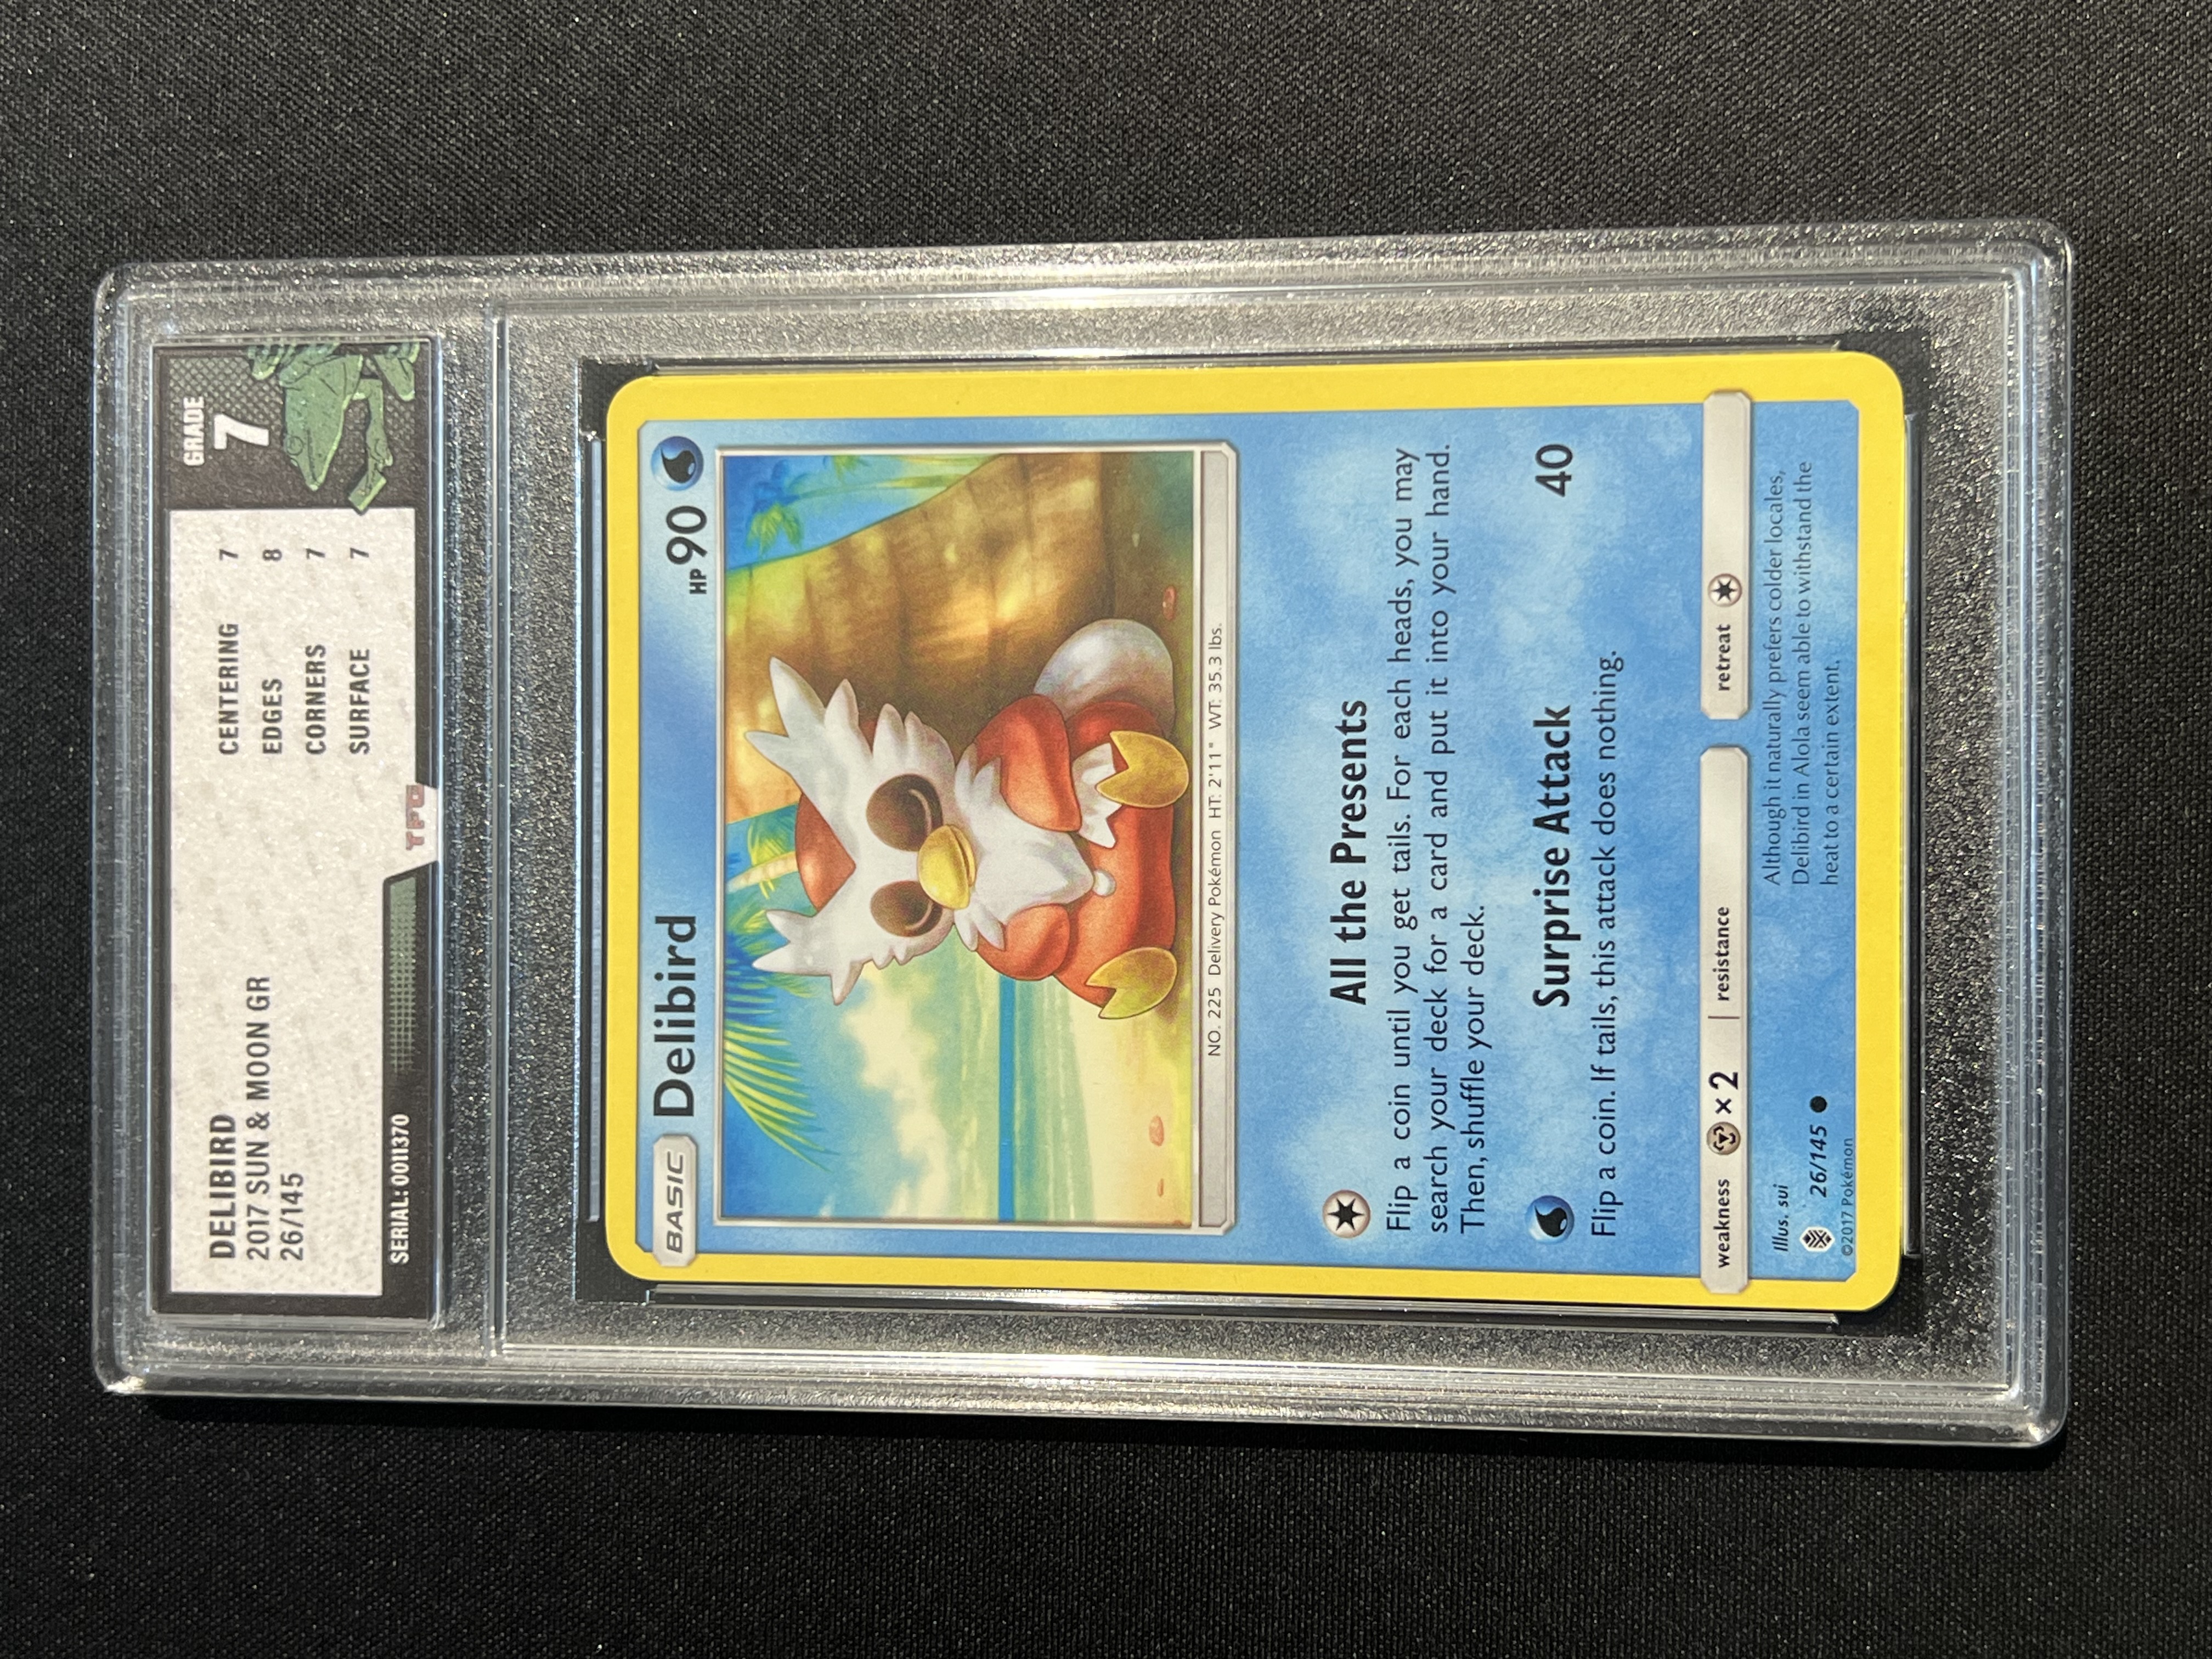 DELIBIRD
2017 SUN & MOON GR
26/145
CENTERING 7
EDGES 8
CORNERS 7
SURFACE 7
GRADE
7
SERIAL: 0011370
TPG
BASIC
Delibird
HP 90
NO. 225 Delivery Pokémon HT: 2'11" WT: 35.3 lbs.
All the Presents
Flip a coin until you get tails. For each heads, you may
search your deck for a card and put it into your hand.
Then, shuffle your deck.
Surprise Attack 40
Flip a coin. If tails, this attack does nothing.
weakness × 2 resistance retreat
Illus. sui
26/145
©2017 Pokémon
Although it naturally prefers colder locales,
Delibird in Alola seem able to withstand the
heat to a certain extent.